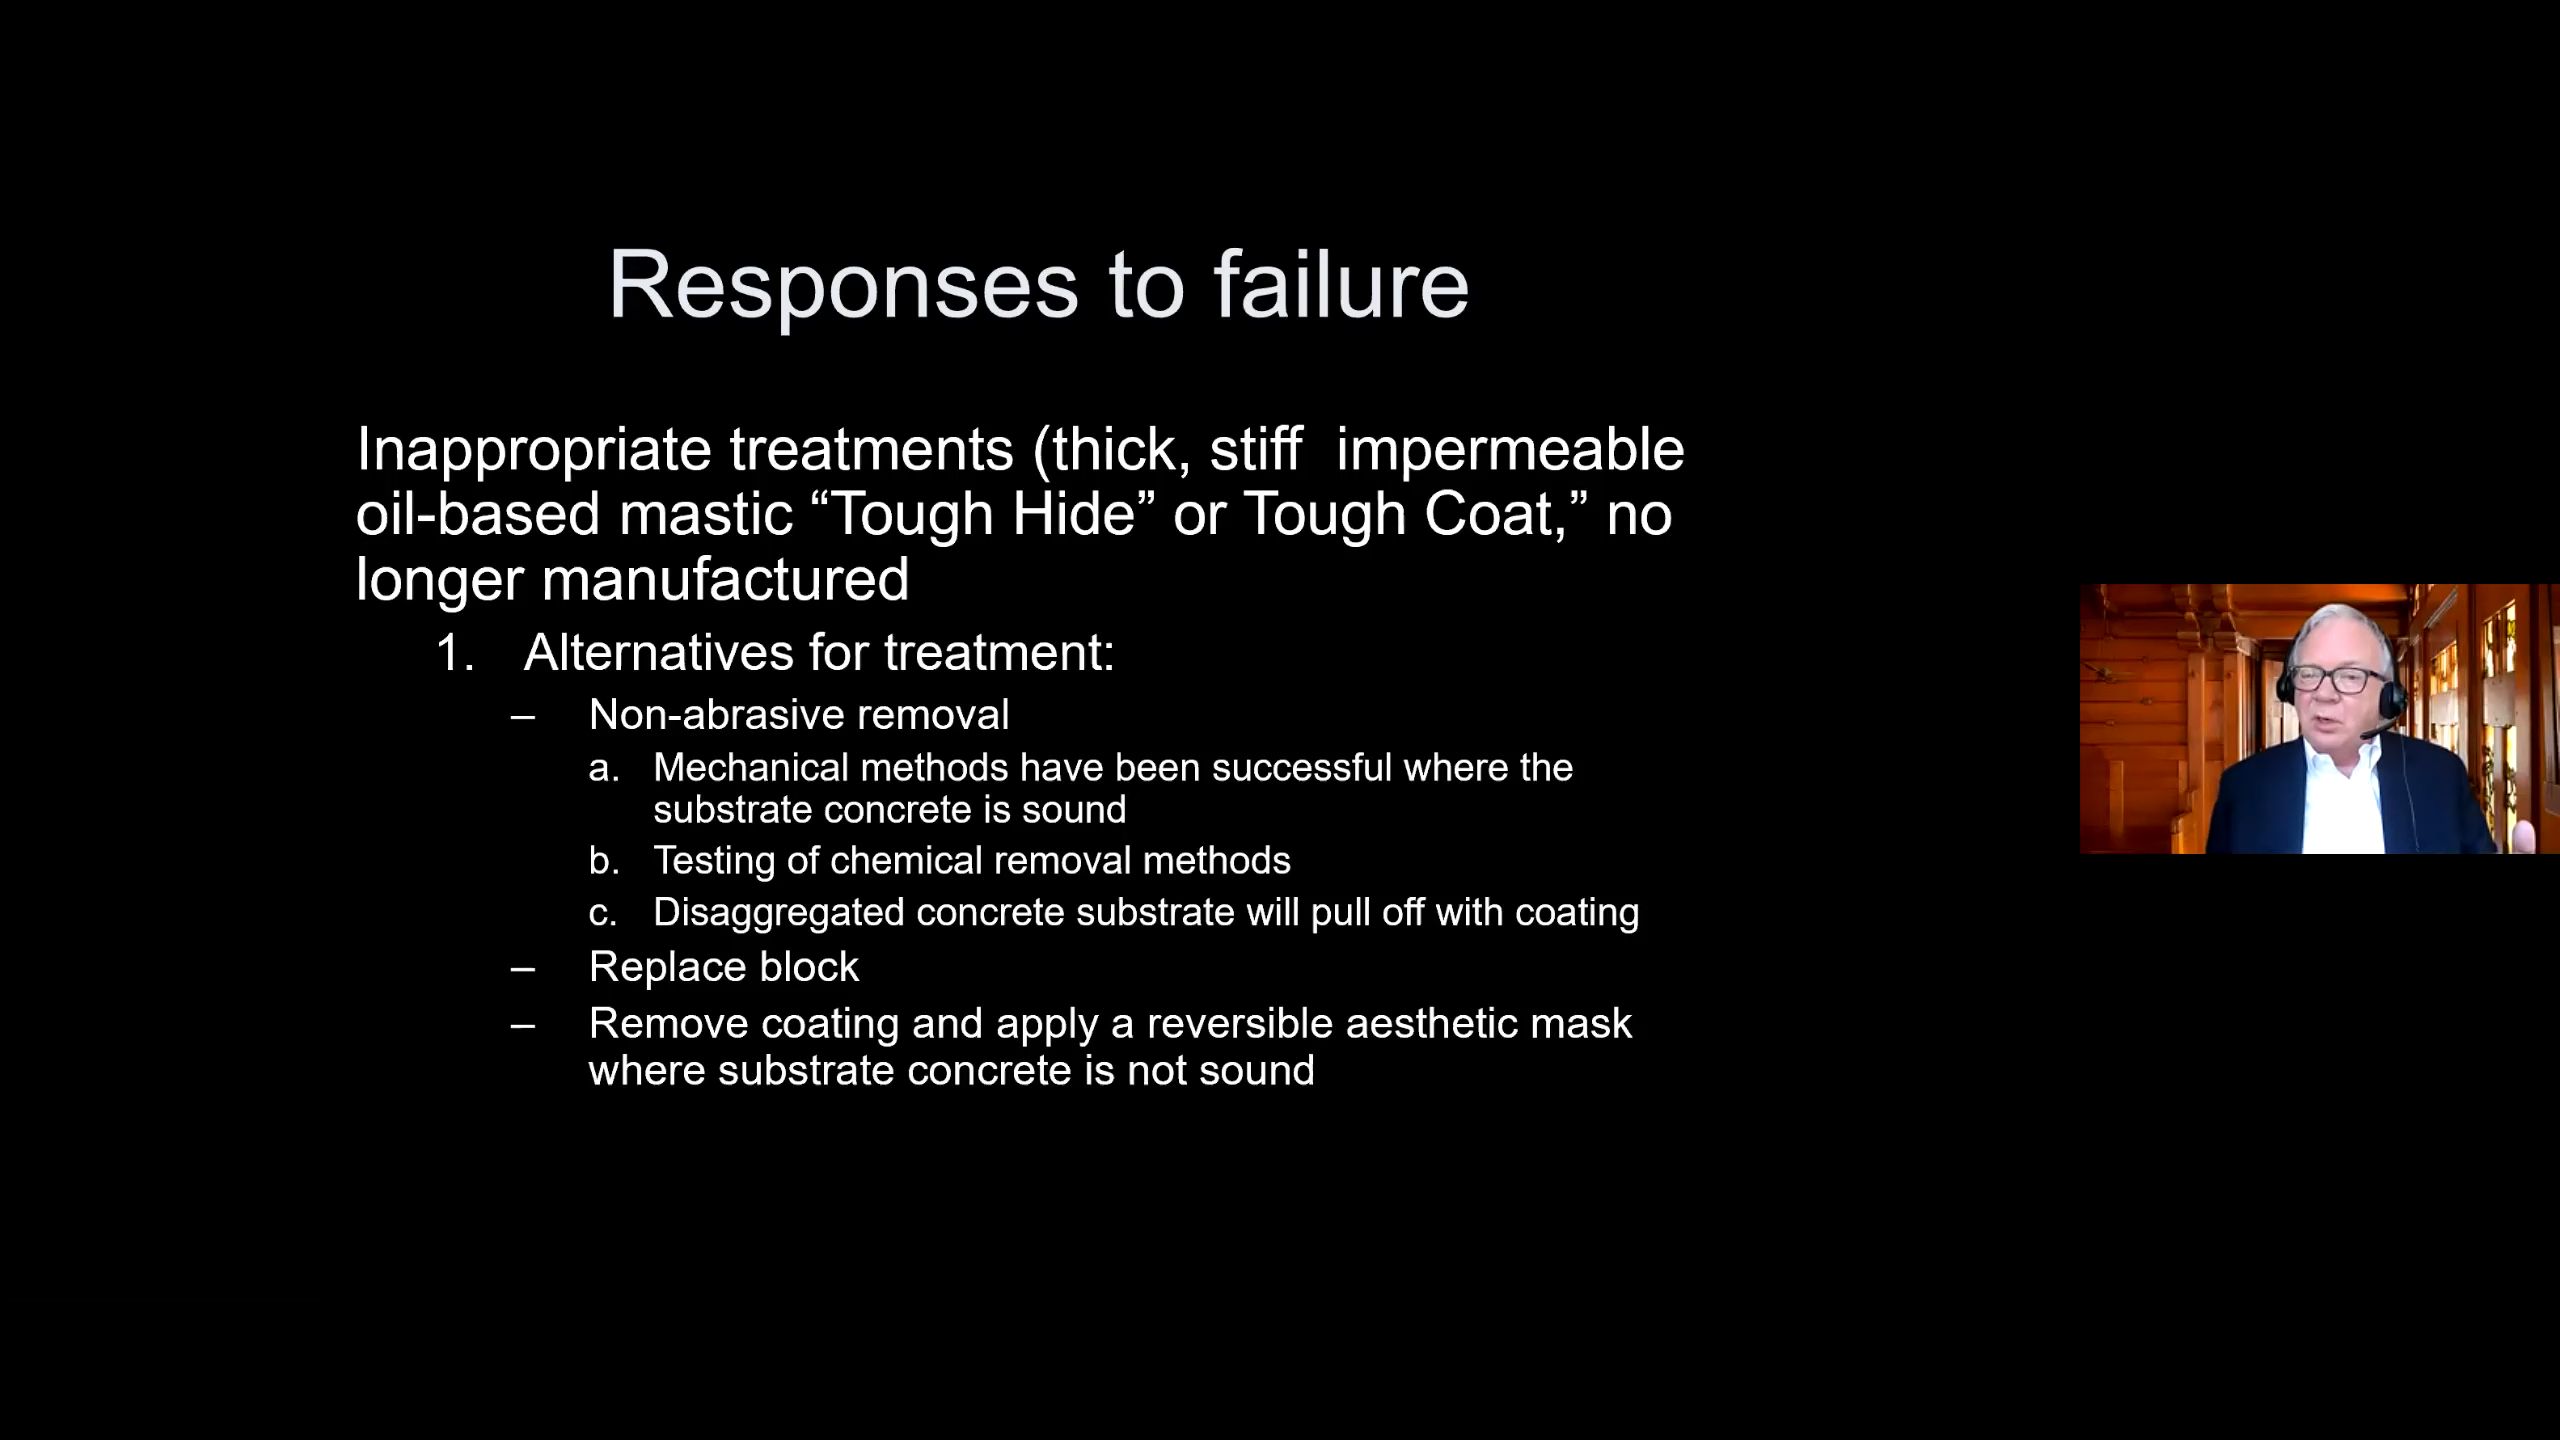 Responses to failure
Inappropriate treatments (thick, stiff  impermeable
oil-based mastic “Tough Hide” or Tough Coat,” no
longer manufactured
1. Alternatives for treatment:
– Non-abrasive removal
a. Mechanical methods have been successful where the
substrate concrete is sound
b. Testing of chemical removal methods
c. Disaggregated concrete substrate will pull off with coating
– Replace block
– Remove coating and apply a reversible aesthetic mask
where substrate concrete is not sound